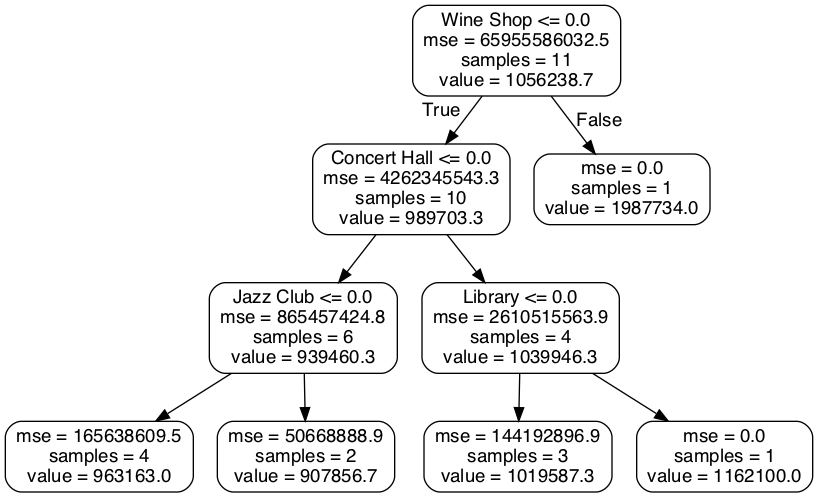 Wine Shop <= 0.0
mse = 65955586032.5
samples = 11
value = 1056238.7
True
False
Concert Hall <= 0.0
mse = 4262345543.3
samples = 10
value = 989703.3
mse = 0.0
samples = 1
value = 1987734.0
Jazz Club <= 0.0
mse = 865457424.8
samples = 6
value = 939460.3
Library <= 0.0
mse = 2610515563.9
samples = 4
value = 1039946.3
mse = 165638609.5
samples = 4
value = 963163.0
mse = 50668888.9
samples = 2
value = 907856.7
mse = 144192896.9
samples = 3
value = 1019587.3
mse = 0.0
samples = 1
value = 1162100.0